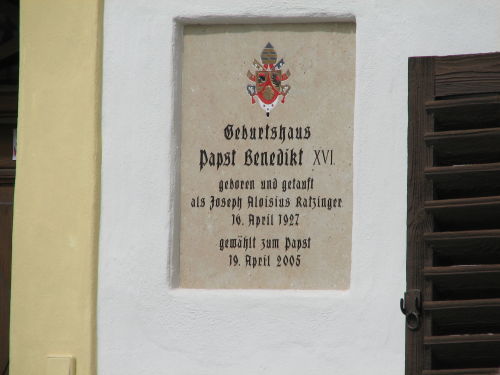 Geburtshaus
Papst Benedikt XVI.
geboren und getauft
als Joseph Aloisius Ratzinger
16. April 1927
gewählt zum Papst
19. April 2005